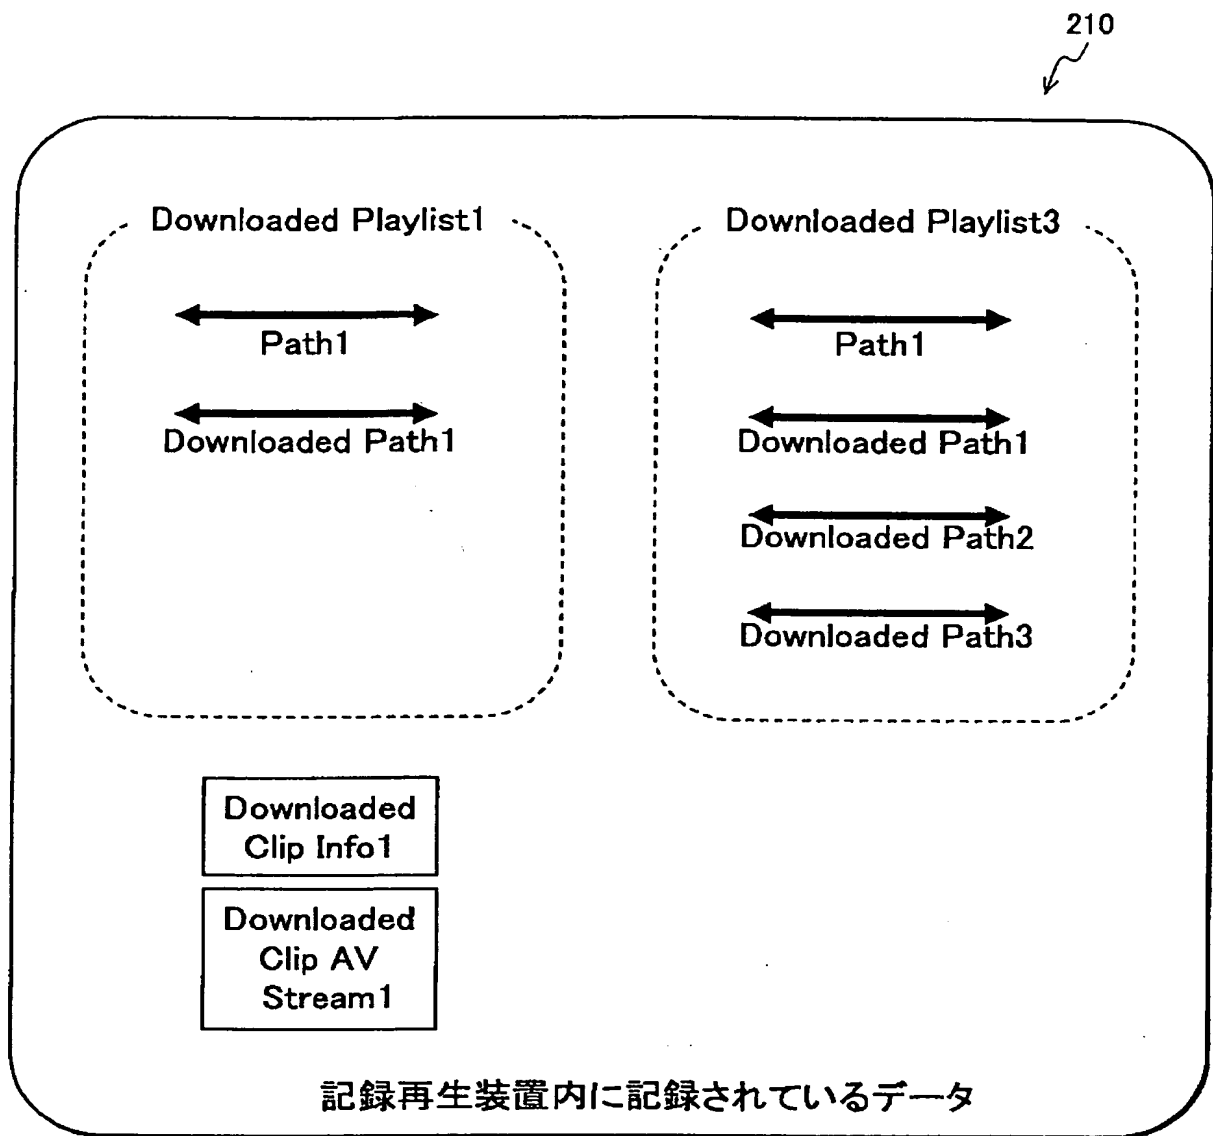 210
Downloaded Playlist1
Path1
Downloaded Path1
Downloaded Playlist3
Path1
Downloaded Path1
Downloaded Path2
Downloaded Path3
Downloaded
Clip Info1
Downloaded
Clip AV
Stream1
記録再生装置内に記録されているデータ